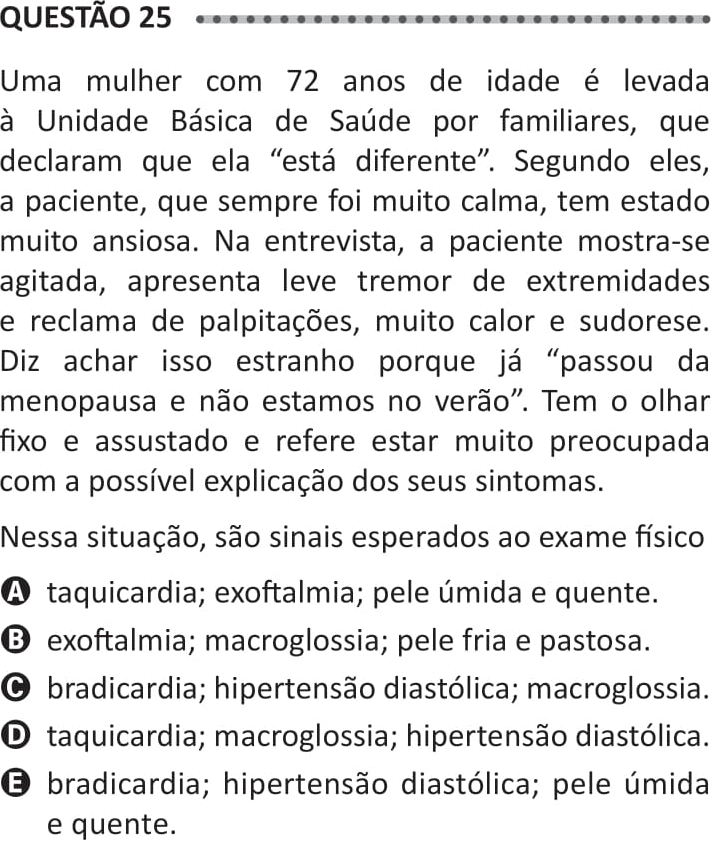 QUESTÃO 25
Uma mulher com 72 anos de idade é levada
à Unidade Básica de Saúde por familiares, que
declaram que ela “está diferente”. Segundo eles,
a paciente, que sempre foi muito calma, tem estado
muito ansiosa. Na entrevista, a paciente mostra-se
agitada, apresenta leve tremor de extremidades
e reclama de palpitações, muito calor e sudorese.
Diz achar isso estranho porque já “passou da
menopausa e não estamos no verão”. Tem o olhar
fixo e assustado e refere estar muito preocupada
com a possível explicação dos seus sintomas.
Nessa situação, são sinais esperados ao exame físico
A taquicardia; exoftalmia; pele úmida e quente.
B exoftalmia; macroglossia; pele fria e pastosa.
C bradicardia; hipertensão diastólica; macroglossia.
D taquicardia; macroglossia; hipertensão diastólica.
E bradicardia; hipertensão diastólica; pele úmida
e quente.